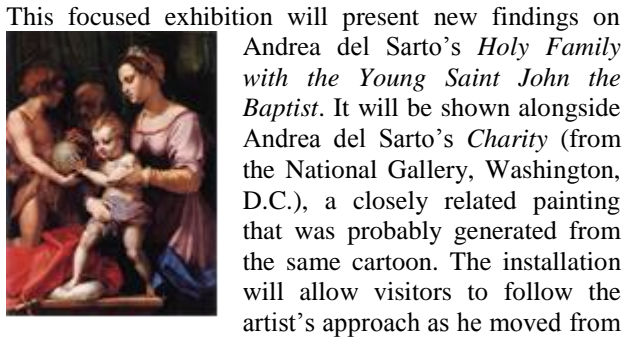 This focused exhibition will present new findings on
Andrea del Sarto’s Holy Family
with the Young Saint John the
Baptist. It will be shown alongside
Andrea del Sarto’s Charity (from
the National Gallery, Washington,
D.C.), a closely related painting
that was probably generated from
the same cartoon. The installation
will allow visitors to follow the
artist’s approach as he moved from